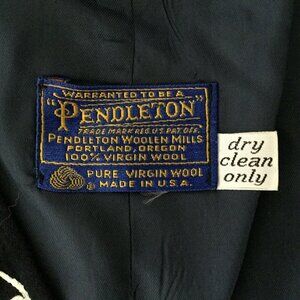 WARRANTED TO BE A
"PENDLETON"
TRADE MARK REG. U.S. PAT. OFF.
PENDLETON WOOLEN MILLS
PORTLAND, OREGON
100% VIRGIN WOOL
PURE VIRGIN WOOL
® MADE IN U.S.A.
dry
clean
only